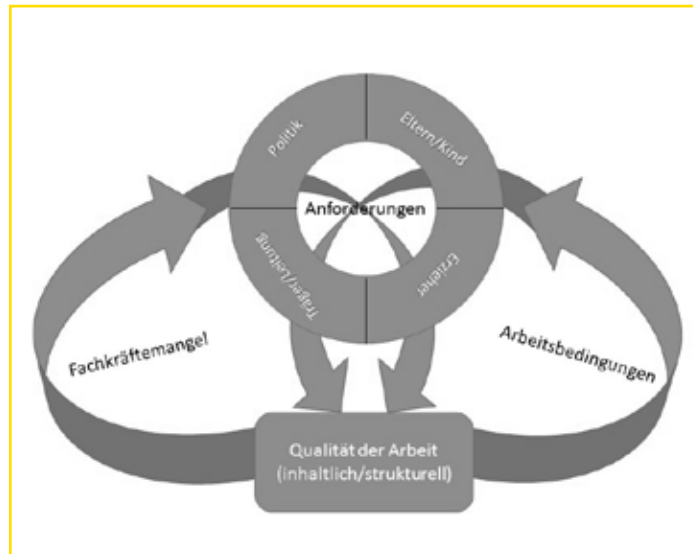 Politik
Eltern/Kind
Anforderungen
Träger/Leitung
Erzieher
Fachkräftemangel
Arbeitsbedingungen
Qualität der Arbeit
(inhaltlich/strukturell)